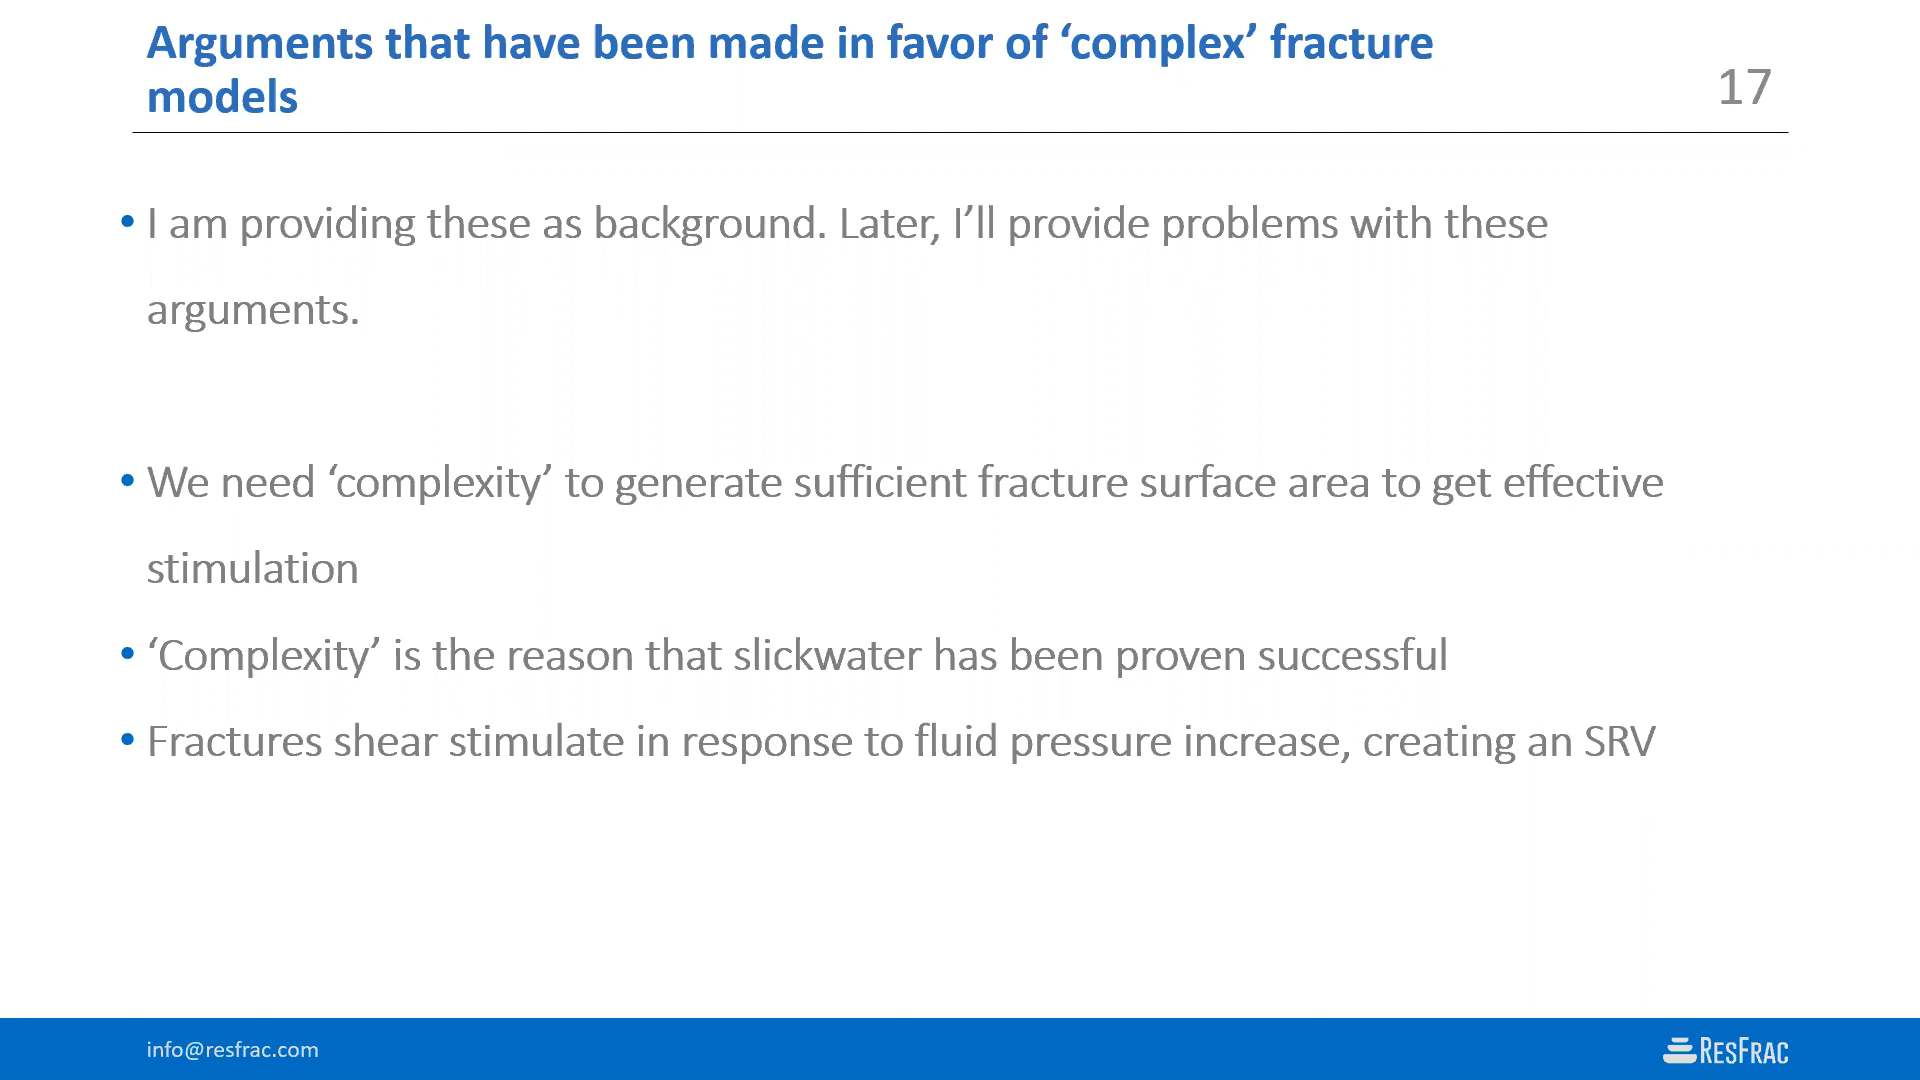 Arguments that have been made in favor of ‘complex’ fracture
models
17
• I am providing these as background. Later, I’ll provide problems with these
arguments.
• We need ‘complexity’ to generate sufficient fracture surface area to get effective
stimulation
• ‘Complexity’ is the reason that slickwater has been proven successful
• Fractures shear stimulate in response to fluid pressure increase, creating an SRV
info@resfrac.com
RESFRAC